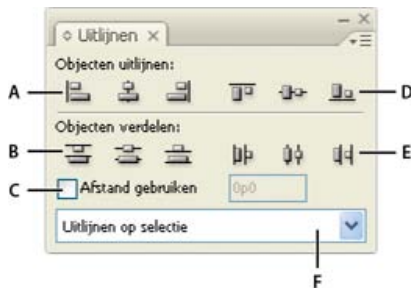 Uitlijnen
Objecten uitlijnen:
A
D
Objecten verdelen:
B
E
C
Afstand gebruiken
0p0
Uitlijnen op selectie
F